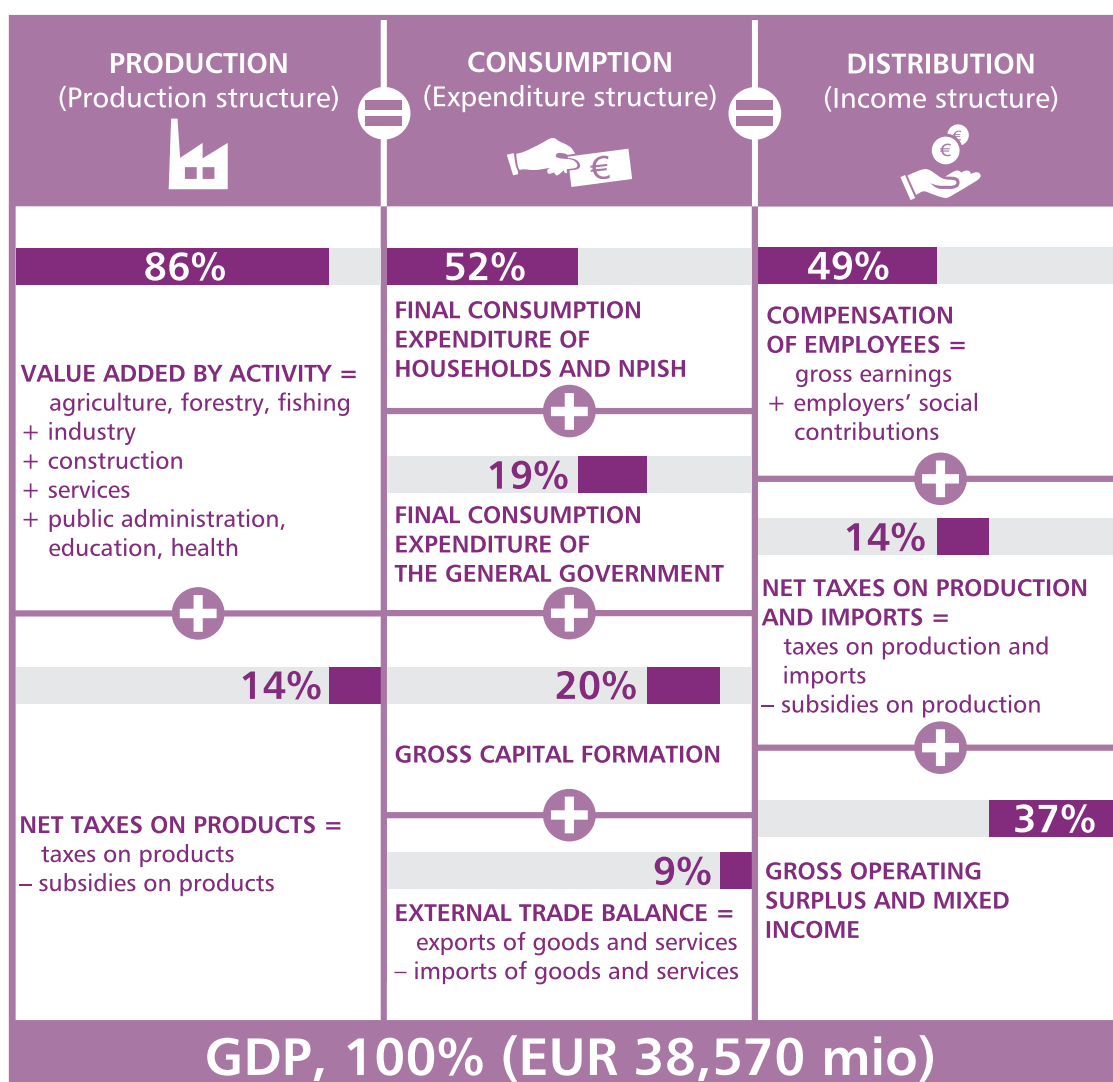 PRODUCTION
(Production structure)
86%
VALUE ADDED BY ACTIVITY =
agriculture, forestry, fishing
+ industry
+ construction
+ services
+ public administration,
education, health
14%
NET TAXES ON PRODUCTS =
taxes on products
– subsidies on products
CONSUMPTION
(Expenditure structure)
€
52%
FINAL CONSUMPTION
EXPENDITURE OF
HOUSEHOLDS AND NPISH
19%
FINAL CONSUMPTION
EXPENDITURE OF
THE GENERAL GOVERNMENT
20%
GROSS CAPITAL FORMATION
9%
EXTERNAL TRADE BALANCE =
exports of goods and services
– imports of goods and services
DISTRIBUTION
(Income structure)
€
€
49%
COMPENSATION
OF EMPLOYEES =
gross earnings
+ employers’ social
contributions
14%
NET TAXES ON PRODUCTION
AND IMPORTS =
taxes on production and
imports
– subsidies on production
37%
GROSS OPERATING
SURPLUS AND MIXED
INCOME
GDP, 100% (EUR 38,570 mio)